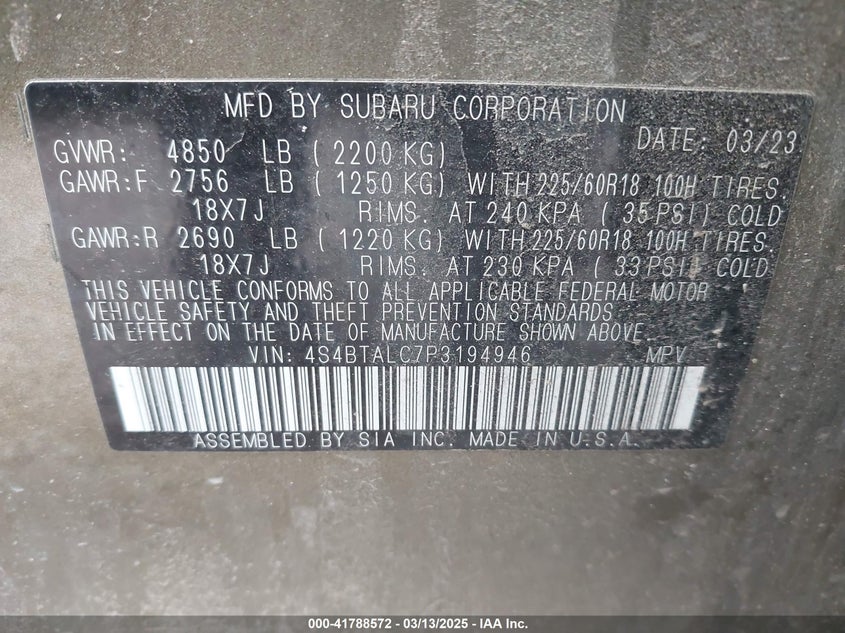 MFD BY SUBARU CORPORATION
DATE: 03/23
GVWR: 4850 LB ( 2200 KG)
GAWR:F 2756 LB ( 1250 KG) WITH 225/60R18 100H TIRES.
18X7J RIMS. AT 240 KPA ( 35 PSI) COLD
GAWR:R 2690 LB ( 1220 KG) WITH 225/60R18 100H TIRES.
18X7J RIMS. AT 230 KPA ( 33 PSI) COLD
THIS VEHICLE CONFORMS TO ALL APPLICABLE FEDERAL MOTOR
VEHICLE SAFETY AND THEFT PREVENTION STANDARDS
IN EFFECT ON THE DATE OF MANUFACTURE SHOWN ABOVE.
VIN: 4S4BTALC7P3194946 MPV
ASSEMBLED BY SIA INC. MADE IN U.S.A.
000-41788572 — 03/13/2025 — IAA Inc.